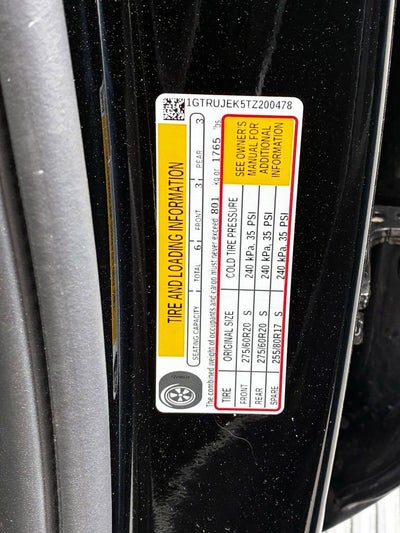 1GTRUJEK5TZ200478
TIRE AND LOADING INFORMATION
SEATING CAPACITY TOTAL 6 FRONT 3 REAR 3
The combined weight of occupants and cargo must never exceed 801 kg or 1765 lbs
TIRE ORIGINAL SIZE COLD TIRE PRESSURE
FRONT 275/60R20 S 240 kPa, 35 PSI
REAR 275/60R20 S 240 kPa, 35 PSI
SPARE 255/80R17 S 240 kPa, 35 PSI
SEE OWNER'S
MANUAL FOR
ADDITIONAL
INFORMATION